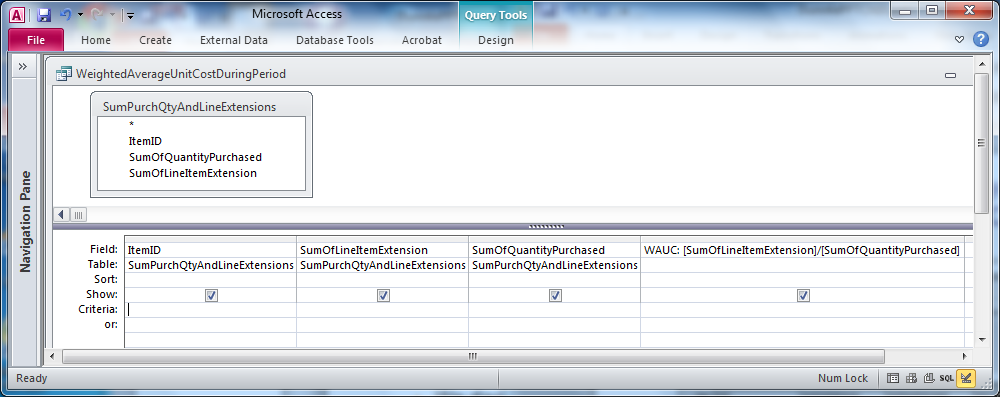 Microsoft Access
Query Tools
File Home Create External Data Database Tools Acrobat Design
WeightedAverageUnitCostDuringPeriod
SumPurchQtyAndLineExtensions
*
ItemID
SumOfQuantityPurchased
SumOfLineItemExtension
Navigation Pane
Field: ItemID SumOfLineItemExtension SumOfQuantityPurchased WAUC: [SumOfLineItemExtension]/[SumOfQuantityPurchased]
Table: SumPurchQtyAndLineExtensions SumPurchQtyAndLineExtensions SumPurchQtyAndLineExtensions
Sort:
Show:
Criteria:
or:
Ready Num Lock SQL